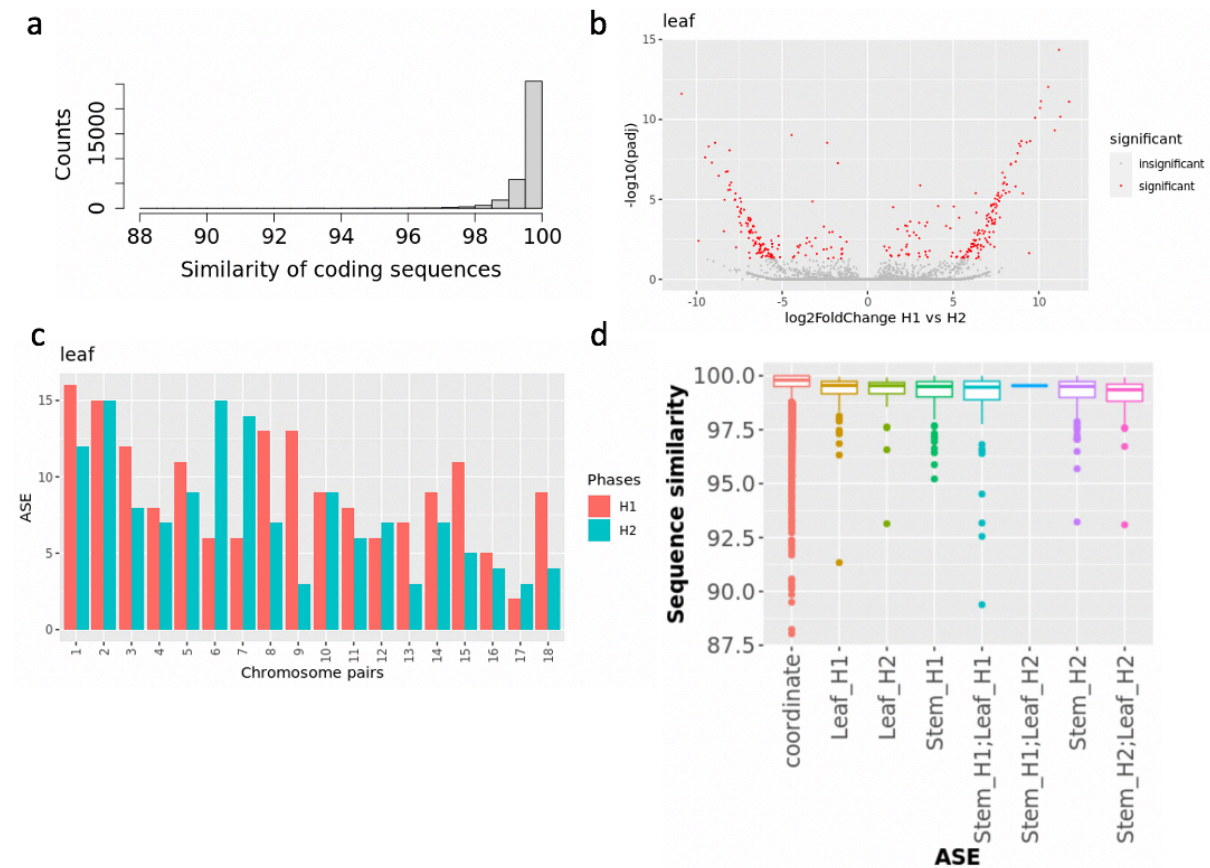 a
Counts
15000
0
88 90 92 94 96 98 100
Similarity of coding sequences
b
leaf
15
10
5
0
-log10(padj)
-10 -5 0 5 10
log2FoldChange H1 vs H2
significant
insignificant
significant
c
leaf
15
10
5
0
ASE
1 2 3 4 5 6 7 8 9 10 11 12 13 14 15 16 17 18
Chromosome pairs
Phases
H1
H2
d
100.0
97.5
95.0
92.5
90.0
87.5
Sequence similarity
coordinate
Leaf_H1
Leaf_H2
Stem_H1
Stem_H1;Leaf_H1
Stem_H1;Leaf_H2
Stem_H2
Stem_H2;Leaf_H2
ASE